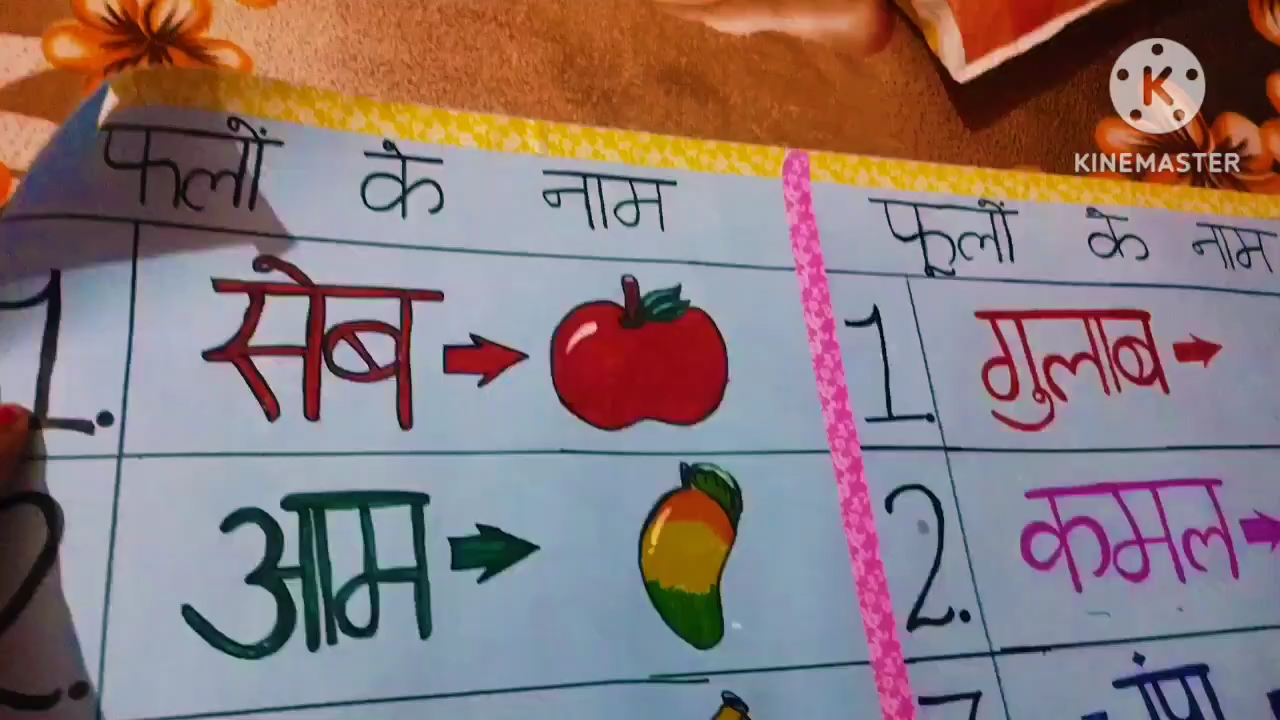 K
KINEMASTER
फलों के नाम
1. सेब
2. आम
फूलों के नाम
1. गुलाब
2. कमल